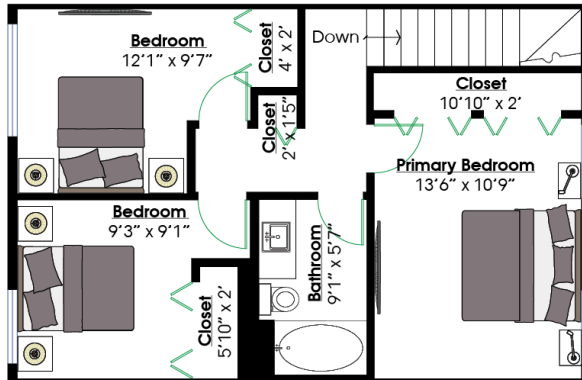 Bedroom
12'1" x 9'7"
Closet
4' x 2'
Down
Closet
2' x 1'5"
Closet
10'10" x 2'
Primary Bedroom
13'6" x 10'9"
Bedroom
9'3" x 9'1"
Closet
5'10" x 2'
Bathroom
9'1" x 5'7"